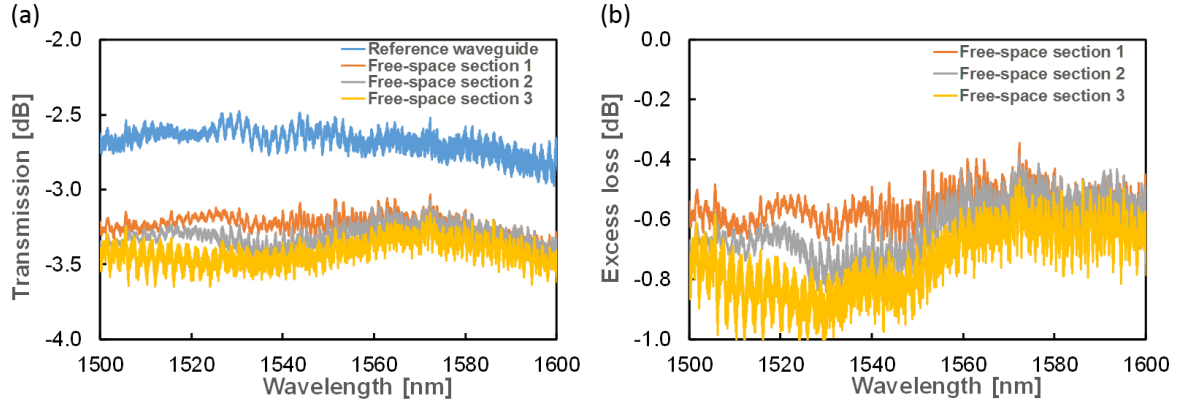 (a)
Transmission [dB]
-2.0
-2.5
-3.0
-3.5
-4.0
Reference waveguide
Free-space section 1
Free-space section 2
Free-space section 3
1500 1520 1540 1560 1580 1600
Wavelength [nm]
(b)
Excess loss [dB]
0.0
-0.2
-0.4
-0.6
-0.8
-1.0
Free-space section 1
Free-space section 2
Free-space section 3
1500 1520 1540 1560 1580 1600
Wavelength [nm]